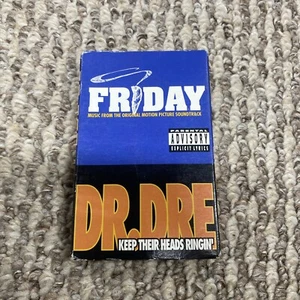 FRIDAY
MUSIC FROM THE ORIGINAL MOTION PICTURE SOUNDTRACK
PARENTAL
ADVISORY
EXPLICIT LYRICS
DR. DRE
KEEP THEIR HEADS RINGIN'